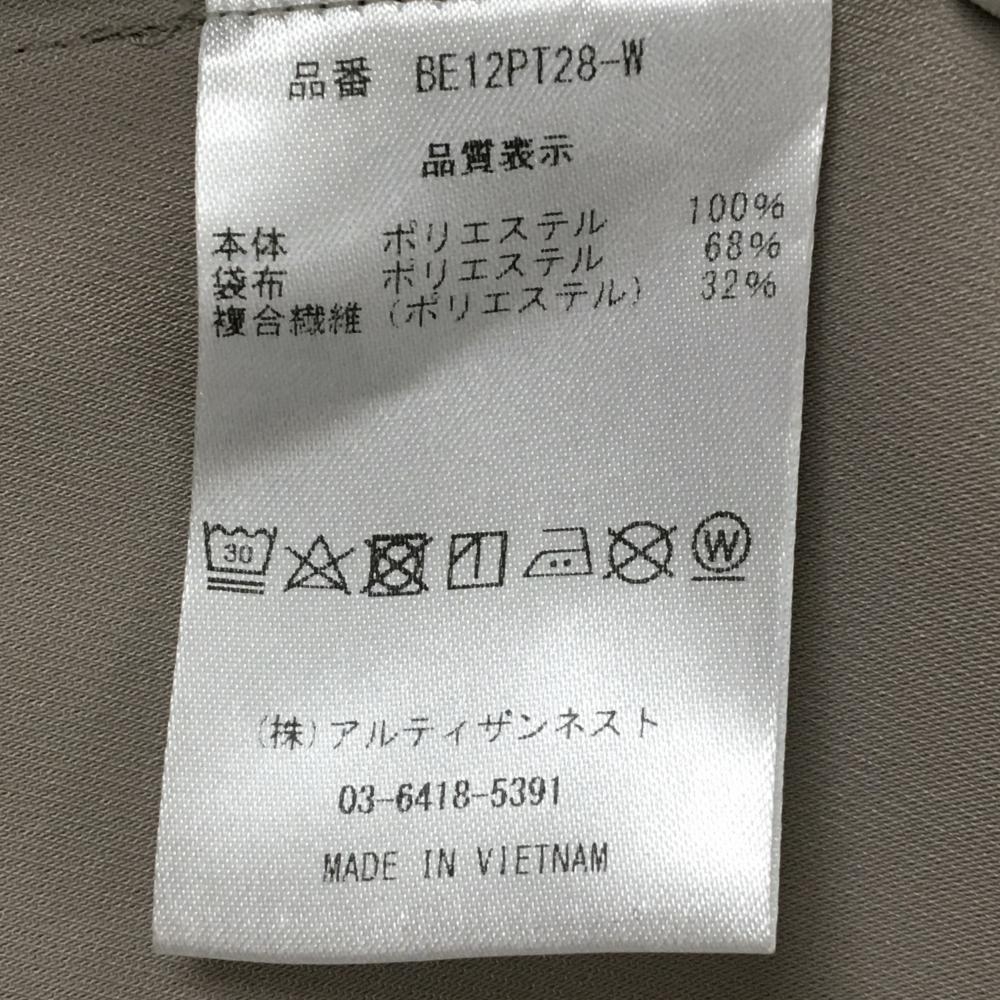 品番 BE12PT28-W
品質表示
本体 ポリエステル 100%
袋布 ポリエステル 68%
複合繊維 (ポリエステル) 32%
30 W
(株)アルティザンネスト
03-6418-5391
MADE IN VIETNAM